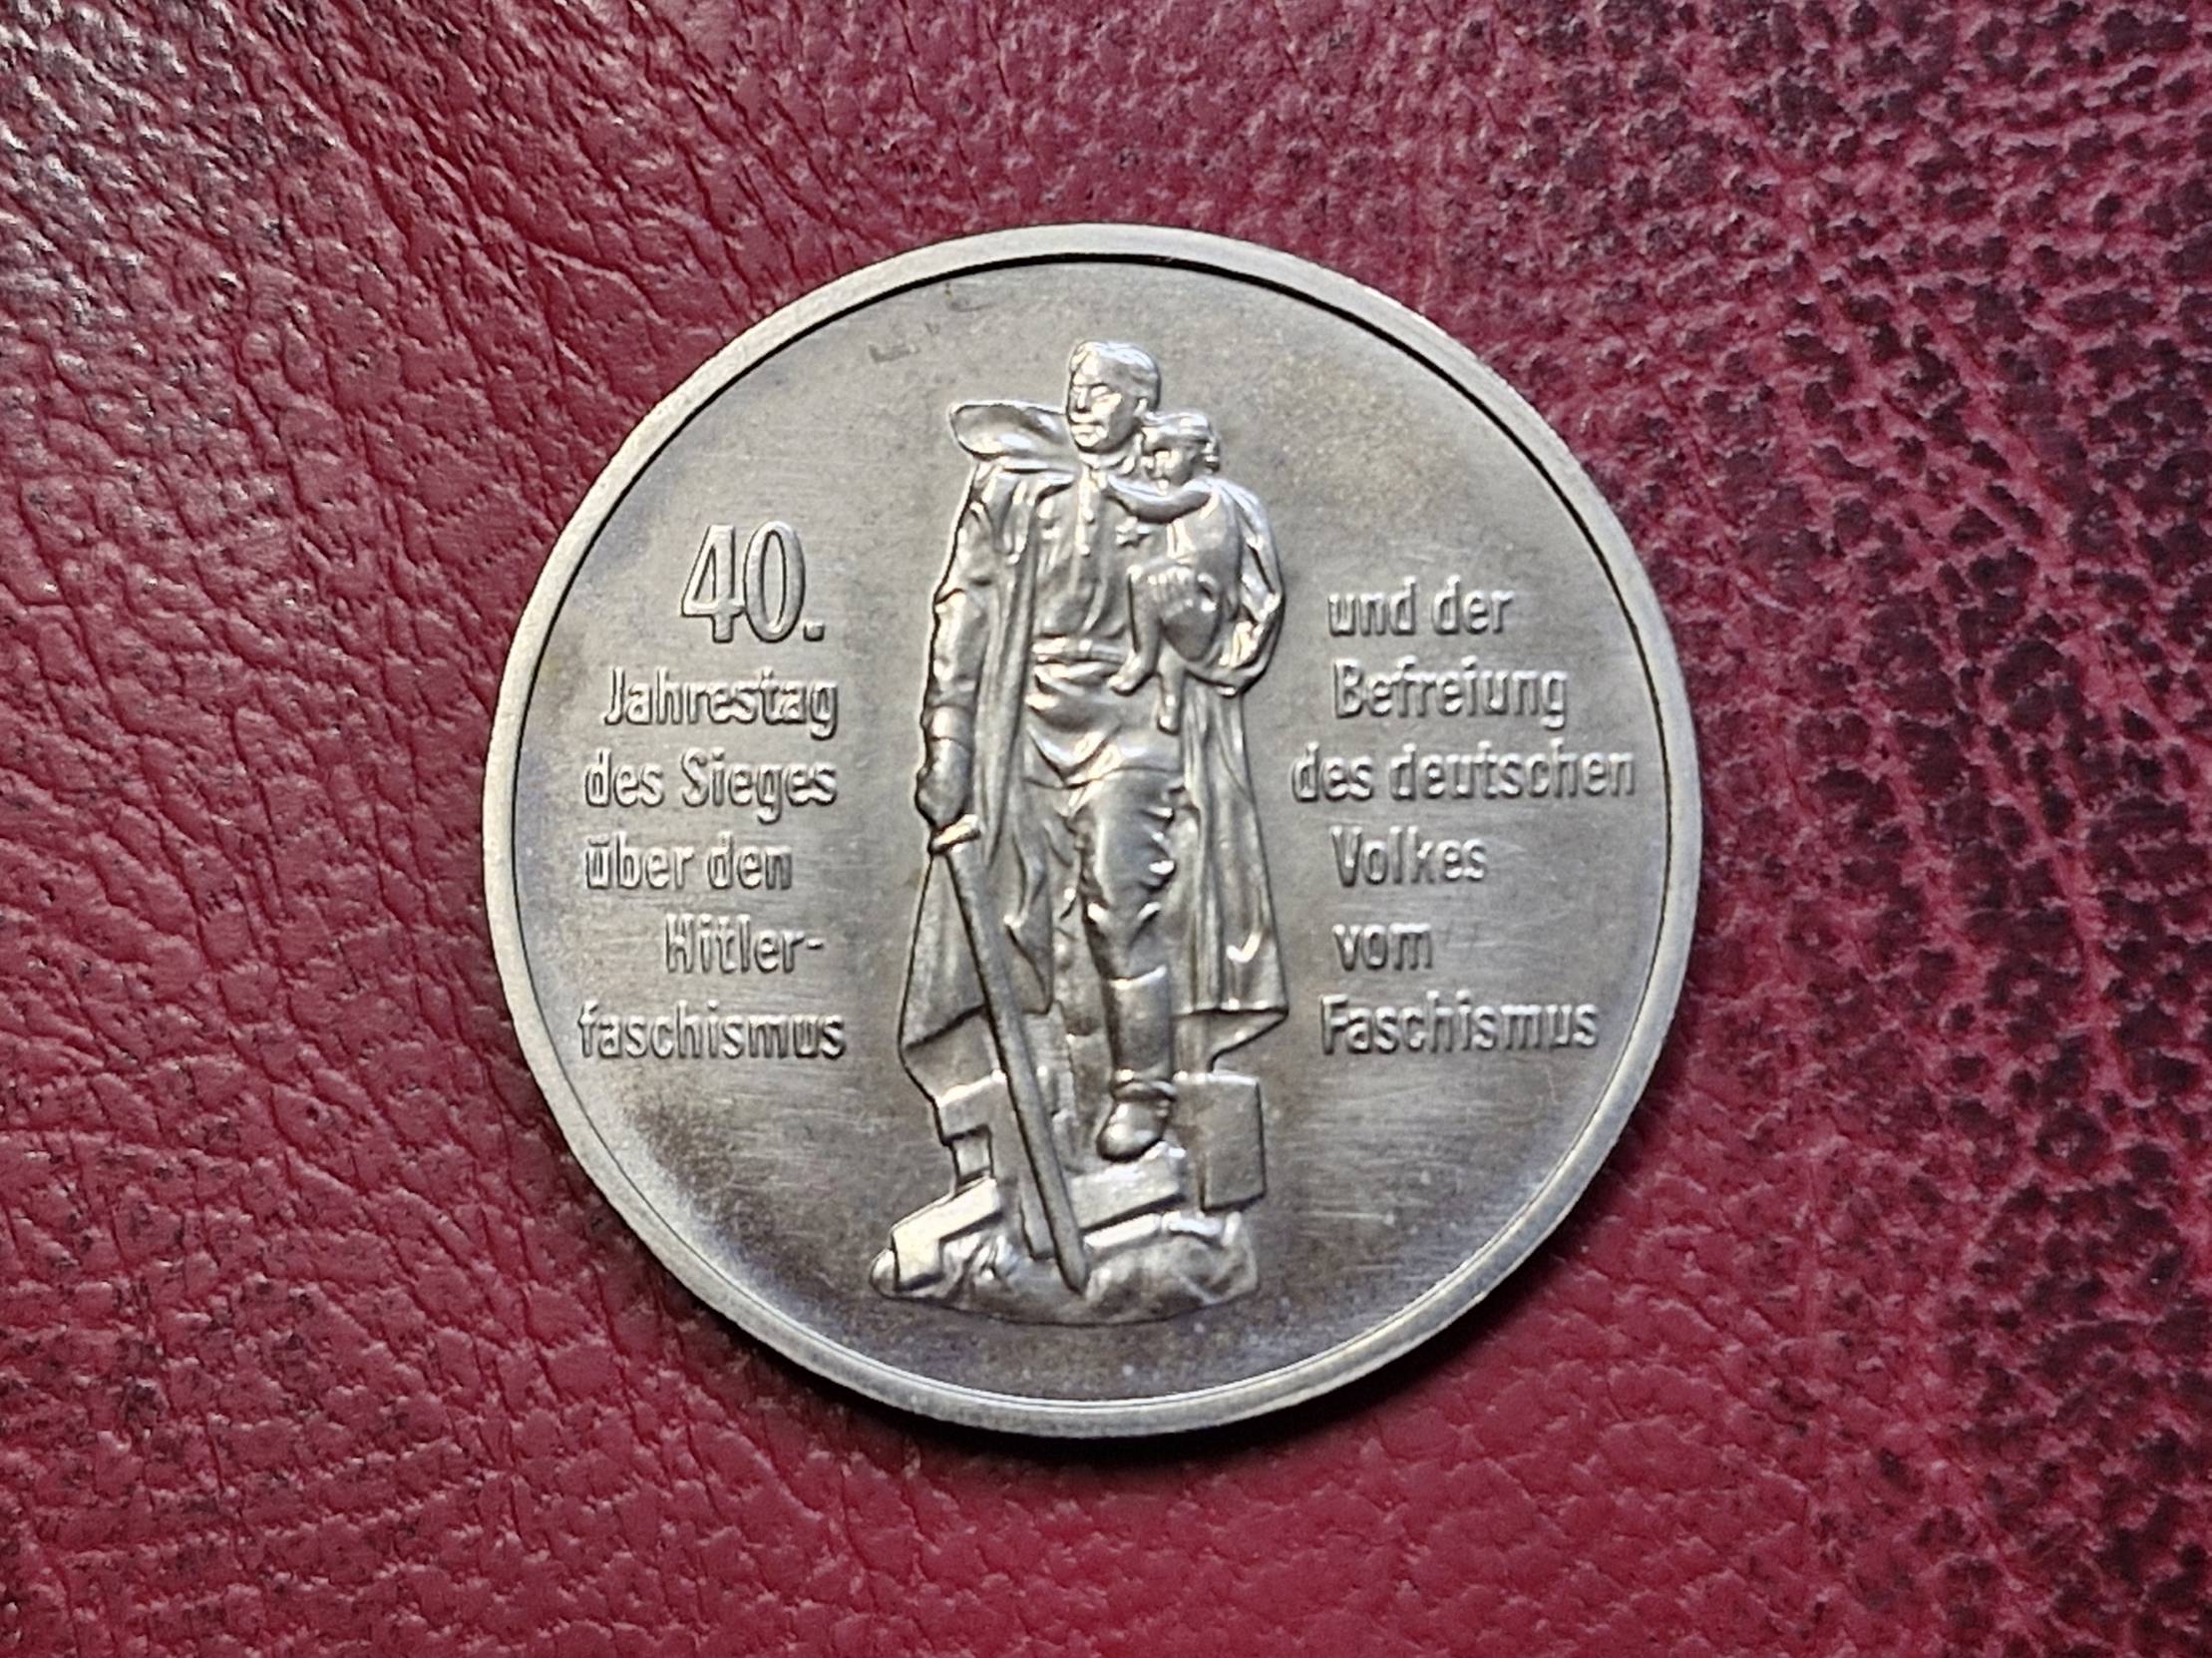 40.
Jahrestag
des Sieges
über den
Hitler-
faschismus
und der
Befreiung
des deutschen
Volkes
vom
Faschismus